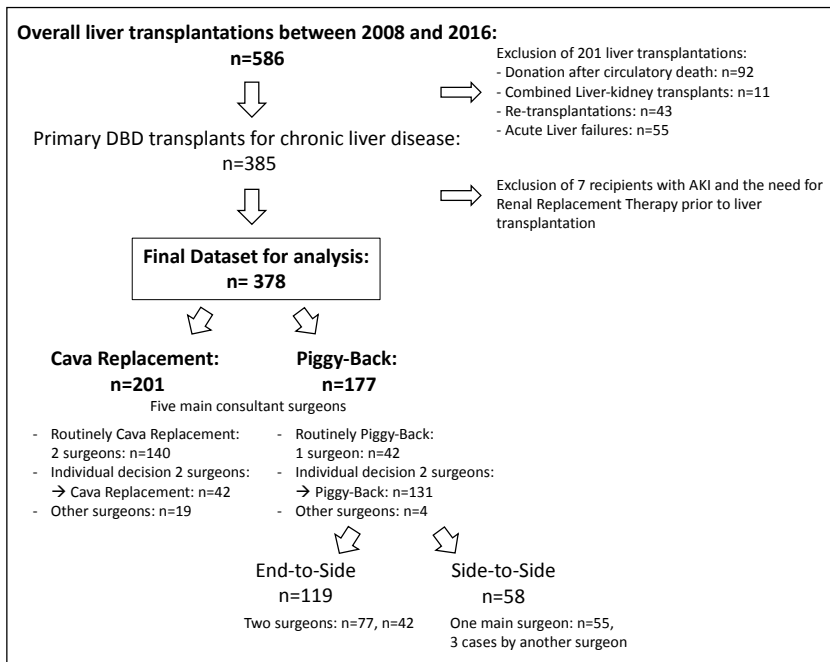 Overall liver transplantations between 2008 and 2016:
n=586
Exclusion of 201 liver transplantations:
- Donation after circulatory death: n=92
- Combined Liver-kidney transplants: n=11
- Re-transplantations: n=43
- Acute Liver failures: n=55
Primary DBD transplants for chronic liver disease:
n=385
Exclusion of 7 recipients with AKI and the need for
Renal Replacement Therapy prior to liver
transplantation
Final Dataset for analysis:
n= 378
Cava Replacement:
n=201
Piggy-Back:
n=177
Five main consultant surgeons
- Routinely Cava Replacement:
2 surgeons: n=140
- Individual decision 2 surgeons:
→ Cava Replacement: n=42
- Other surgeons: n=19
- Routinely Piggy-Back:
1 surgeon: n=42
- Individual decision 2 surgeons:
→ Piggy-Back: n=131
- Other surgeons: n=4
End-to-Side
n=119
Two surgeons: n=77, n=42
Side-to-Side
n=58
One main surgeon: n=55,
3 cases by another surgeon